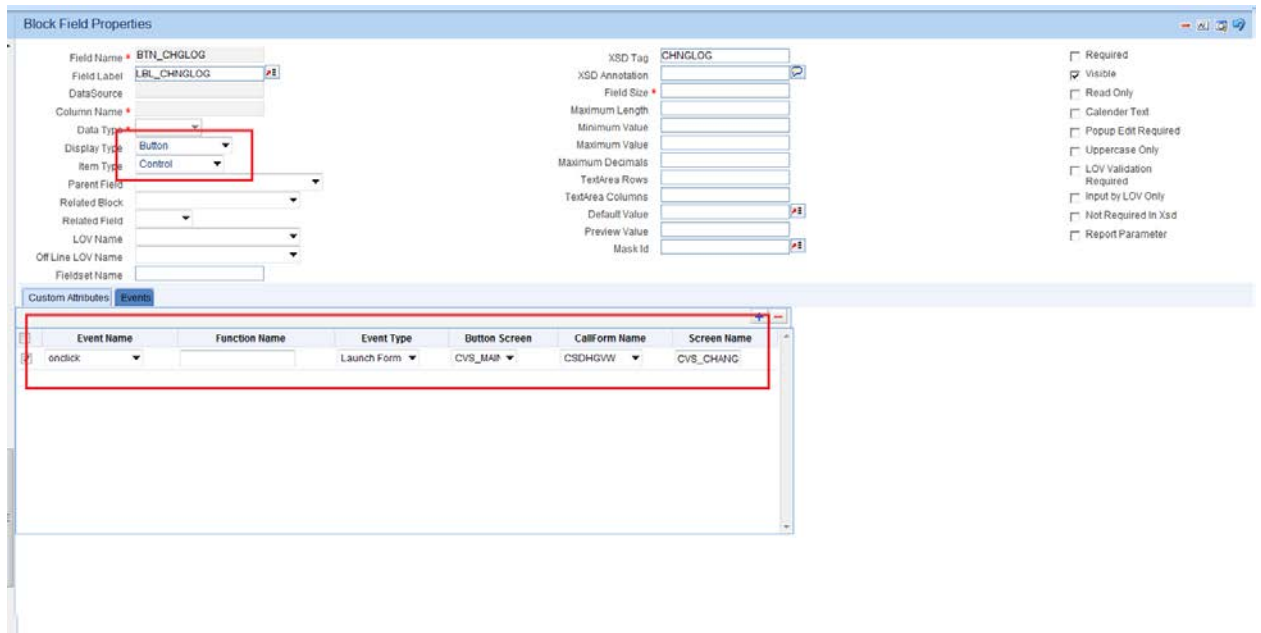 Block Field Properties
Field Name * BTN_CHGLOG
Field Label LBL_CHNGLOG
DataSource
Column Name *
Data Type *
Display Type Button
Item Type Control
Parent Field
Related Block
Related Field
LOV Name
Off Line LOV Name
Fieldset Name
XSD Tag CHNGLOG
XSD Annotation
Field Size *
Maximum Length
Minimum Value
Maximum Value
Maximum Decimals
TextArea Rows
TextArea Columns
Default Value
Preview Value
Mask Id
Required
Visible
Read Only
Calender Text
Popup Edit Required
Uppercase Only
LOV Validation
Required
Input by LOV Only
Not Required In Xsd
Report Parameter
Custom Attributes Events
Event Name Function Name Event Type Button Screen CallForm Name Screen Name
onclick Launch Form CVS_MAIN CSDHGVW CVS_CHANG